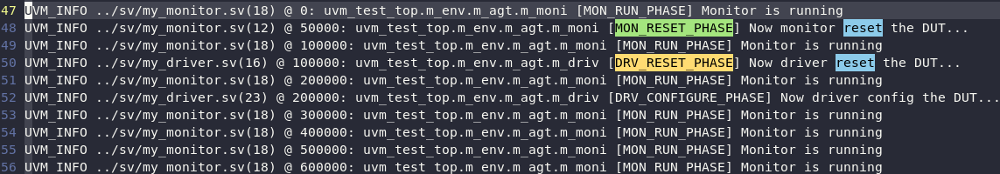 47 UVM_INFO ../sv/my_monitor.sv(18) @ 0: uvm_test_top.m_env.m_agt.m_moni [MON_RUN_PHASE] Monitor is running
48 UVM_INFO ../sv/my_monitor.sv(12) @ 50000: uvm_test_top.m_env.m_agt.m_moni [MON_RESET_PHASE] Now monitor reset the DUT...
49 UVM_INFO ../sv/my_monitor.sv(18) @ 100000: uvm_test_top.m_env.m_agt.m_moni [MON_RUN_PHASE] Monitor is running
50 UVM_INFO ../sv/my_driver.sv(16) @ 100000: uvm_test_top.m_env.m_agt.m_driv [DRV_RESET_PHASE] Now driver reset the DUT...
51 UVM_INFO ../sv/my_monitor.sv(18) @ 200000: uvm_test_top.m_env.m_agt.m_moni [MON_RUN_PHASE] Monitor is running
52 UVM_INFO ../sv/my_driver.sv(23) @ 200000: uvm_test_top.m_env.m_agt.m_driv [DRV_CONFIGURE_PHASE] Now driver config the DUT...
53 UVM_INFO ../sv/my_monitor.sv(18) @ 300000: uvm_test_top.m_env.m_agt.m_moni [MON_RUN_PHASE] Monitor is running
54 UVM_INFO ../sv/my_monitor.sv(18) @ 400000: uvm_test_top.m_env.m_agt.m_moni [MON_RUN_PHASE] Monitor is running
55 UVM_INFO ../sv/my_monitor.sv(18) @ 500000: uvm_test_top.m_env.m_agt.m_moni [MON_RUN_PHASE] Monitor is running
56 UVM_INFO ../sv/my_monitor.sv(18) @ 600000: uvm_test_top.m_env.m_agt.m_moni [MON_RUN_PHASE] Monitor is running